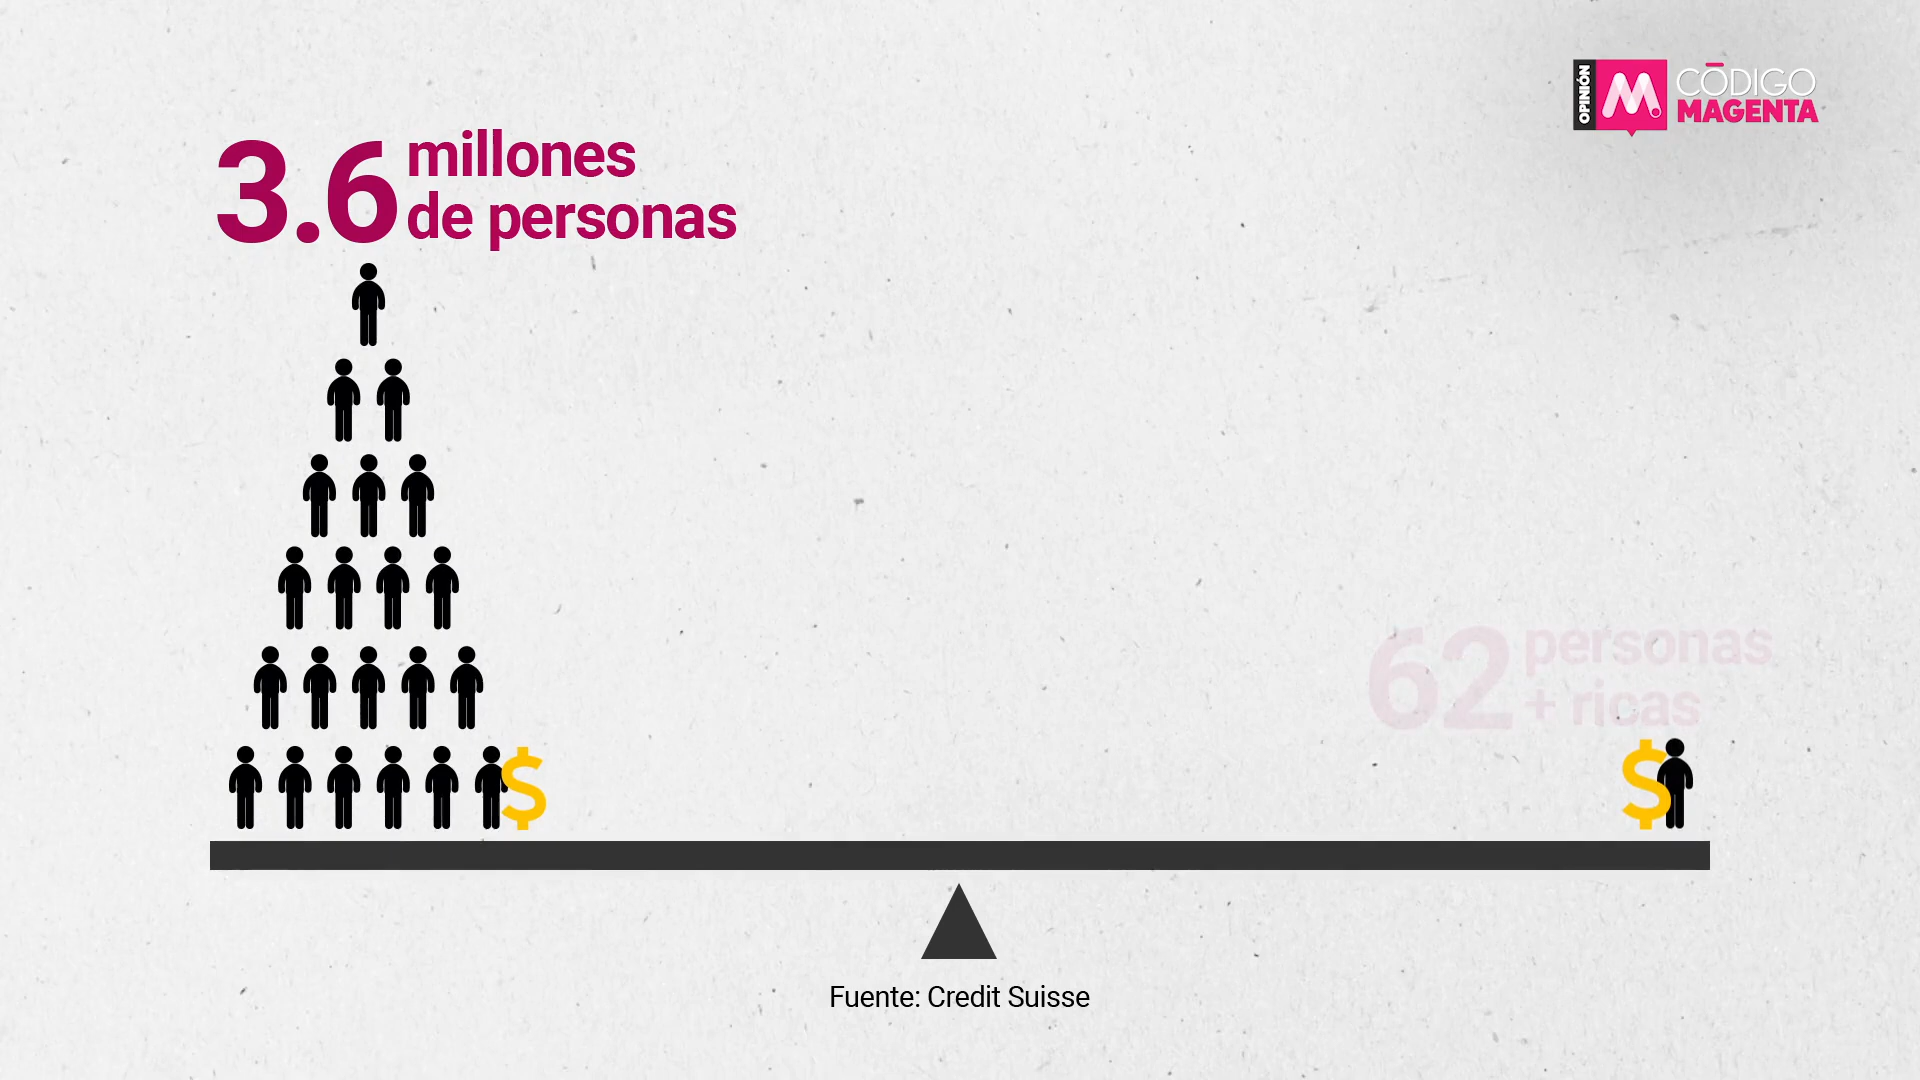 OPINIÓN
M.
CÓDIGO
MAGENTA
3.6 millones
de personas
62 personas
+ ricas
$
$
Fuente: Credit Suisse